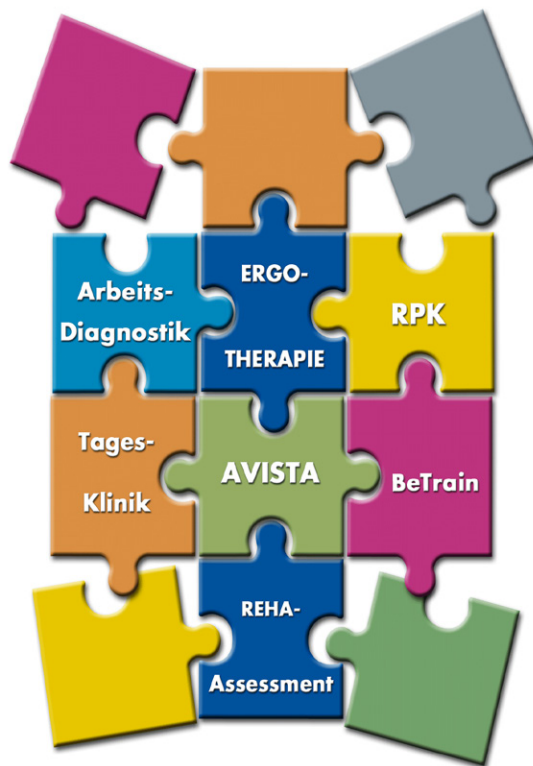 Arbeits-
Diagnostik
ERGO-
THERAPIE
RPK
Tages-
Klinik
AVISTA
BeTrain
REHA-
Assessment